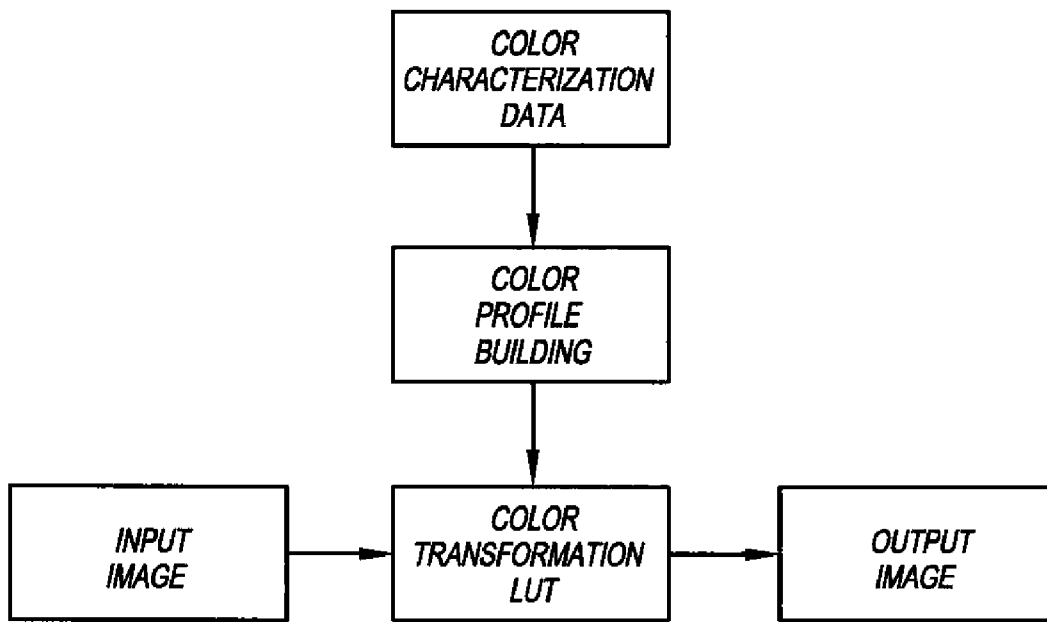 COLOR
CHARACTERIZATION
DATA
COLOR
PROFILE
BUILDING
INPUT
IMAGE
COLOR
TRANSFORMATION
LUT
OUTPUT
IMAGE